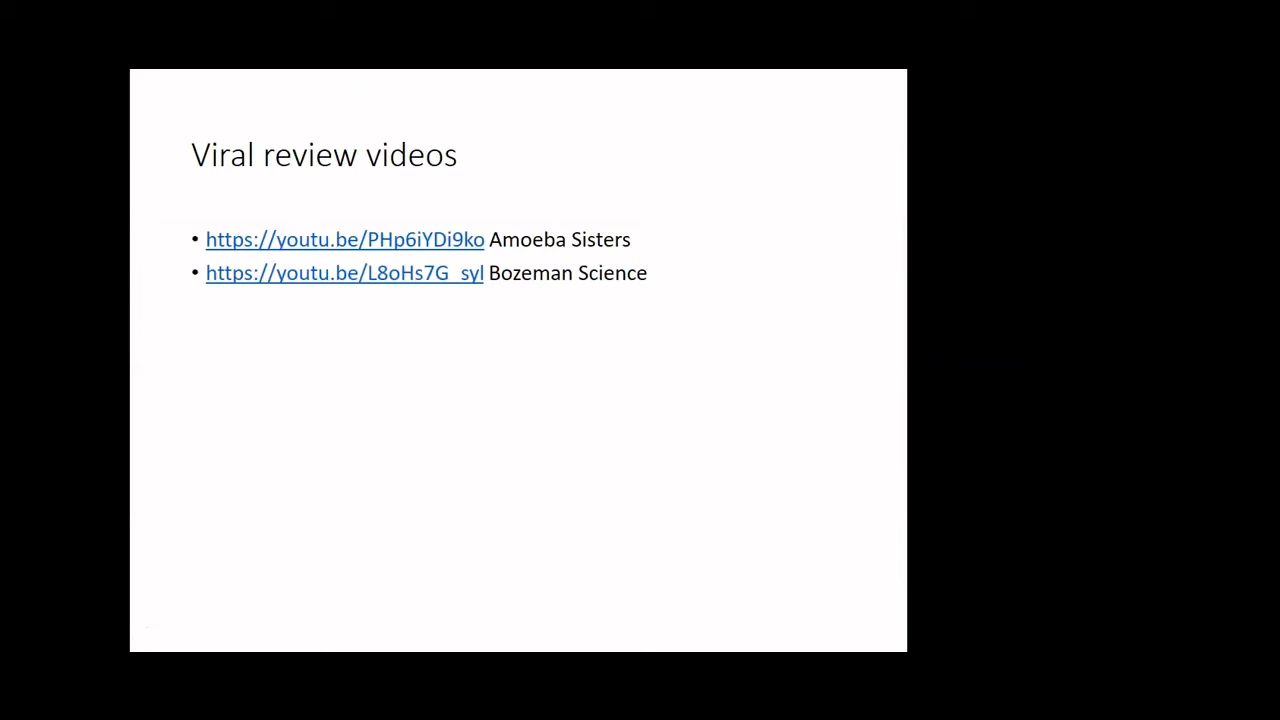 Viral review videos
• https://youtu.be/PHp6iYDi9ko Amoeba Sisters
• https://youtu.be/L8oHs7G_syI Bozeman Science